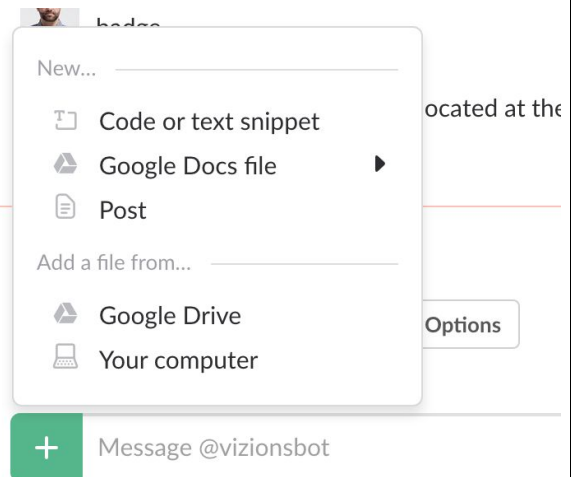 badge
New...
ocated at the
Code or text snippet
Google Docs file
Post
Add a file from...
Google Drive
Options
Your computer
+ Message @vizionsbot